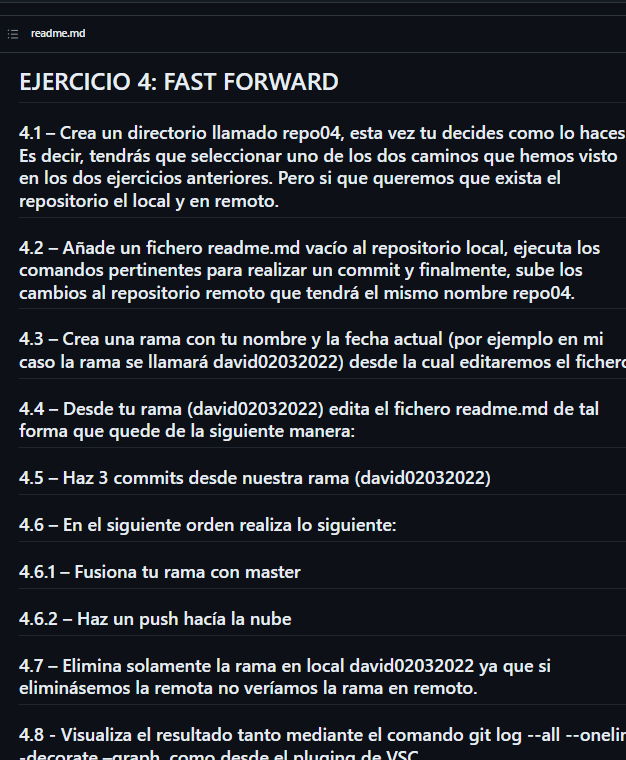 readme.md
EJERCICIO 4: FAST FORWARD
4.1 – Crea un directorio llamado repo04, esta vez tu decides como lo haces
Es decir, tendrás que seleccionar uno de los dos caminos que hemos visto
en los dos ejercicios anteriores. Pero si que queremos que exista el
repositorio el local y en remoto.
4.2 – Añade un fichero readme.md vacío al repositorio local, ejecuta los
comandos pertinentes para realizar un commit y finalmente, sube los
cambios al repositorio remoto que tendrá el mismo nombre repo04.
4.3 – Crea una rama con tu nombre y la fecha actual (por ejemplo en mi
caso la rama se llamará david02032022) desde la cual editaremos el fichero
4.4 – Desde tu rama (david02032022) edita el fichero readme.md de tal
forma que quede de la siguiente manera:
4.5 – Haz 3 commits desde nuestra rama (david02032022)
4.6 – En el siguiente orden realiza lo siguiente:
4.6.1 – Fusiona tu rama con master
4.6.2 – Haz un push hacía la nube
4.7 – Elimina solamente la rama en local david02032022 ya que si
eliminásemos la remota no veríamos la rama en remoto.
4.8 - Visualiza el resultado tanto mediante el comando git log --all --onelin
-decorate –graph, como desde el pluging de VSC